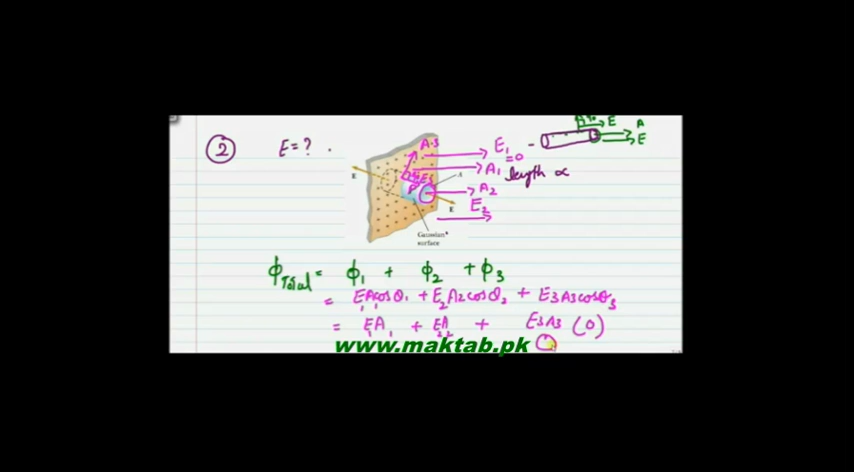 ② E = ? .
A3
E₁ = 0
A₁
E3
P
A2
E₂
E
A
E
Gaussian
surface
E
A
E
length ∝
ϕTotal = ϕ₁ + ϕ₂ + ϕ₃
= E₁A₁cosθ₁ + E₂A2cosθ₂ + E3A3cosθ₃
= E₁A₁ + E₂A₂ + E3A3 (0)
www.maktab.pk